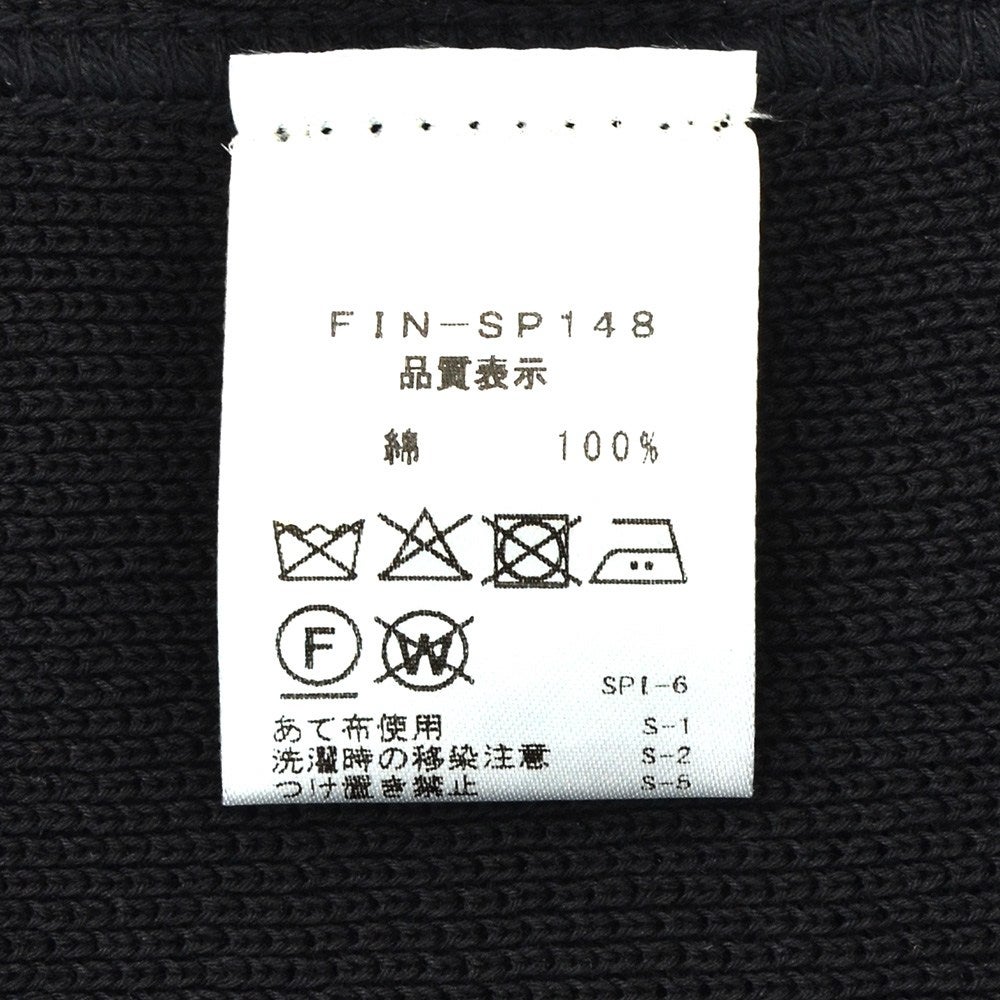 FIN-SP148
品質表示
綿 100%
F W
SPI-6
あて布使用 S-1
洗濯時の移染注意 S-2
つけ置き禁止 S-5